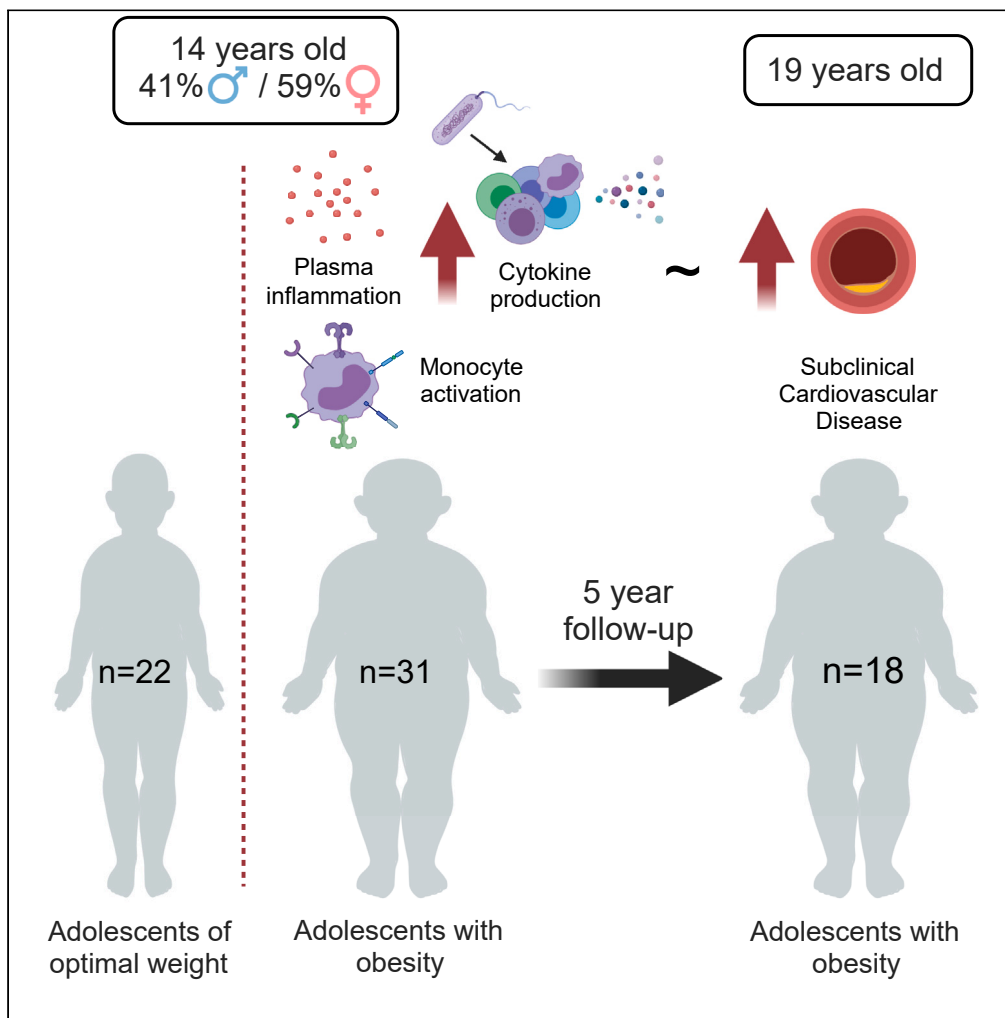 14 years old
41%♂ / 59%♀
19 years old
Plasma
inflammation
Cytokine
production
~
Monocyte
activation
Subclinical
Cardiovascular
Disease
n=22
n=31
5 year
follow-up
n=18
Adolescents of
optimal weight
Adolescents with
obesity
Adolescents with
obesity